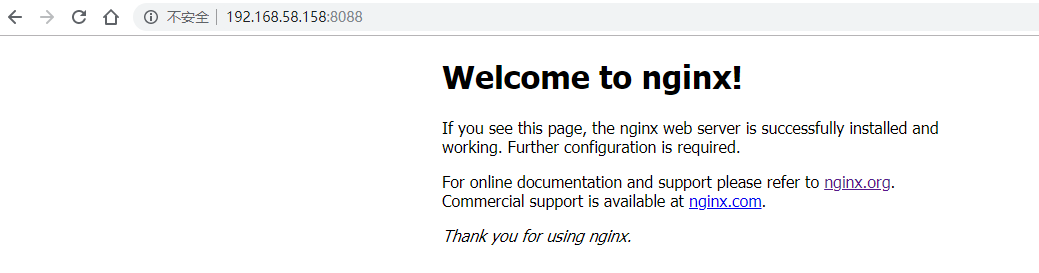 不安全 192.168.58.158:8088
Welcome to nginx!
If you see this page, the nginx web server is successfully installed and
working. Further configuration is required.
For online documentation and support please refer to nginx.org.
Commercial support is available at nginx.com.
Thank you for using nginx.